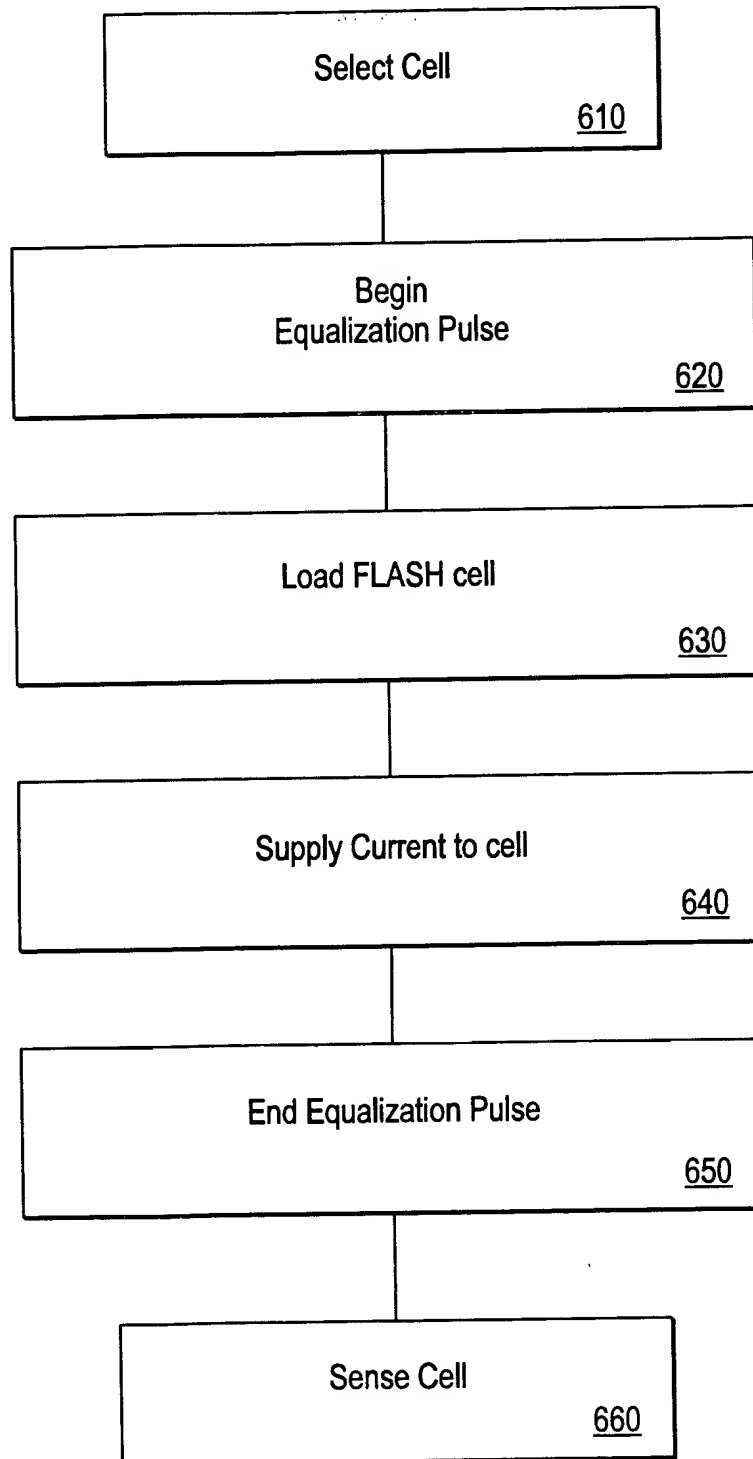 Select Cell
610
Begin
Equalization Pulse
620
Load FLASH cell
630
Supply Current to cell
640
End Equalization Pulse
650
Sense Cell
660